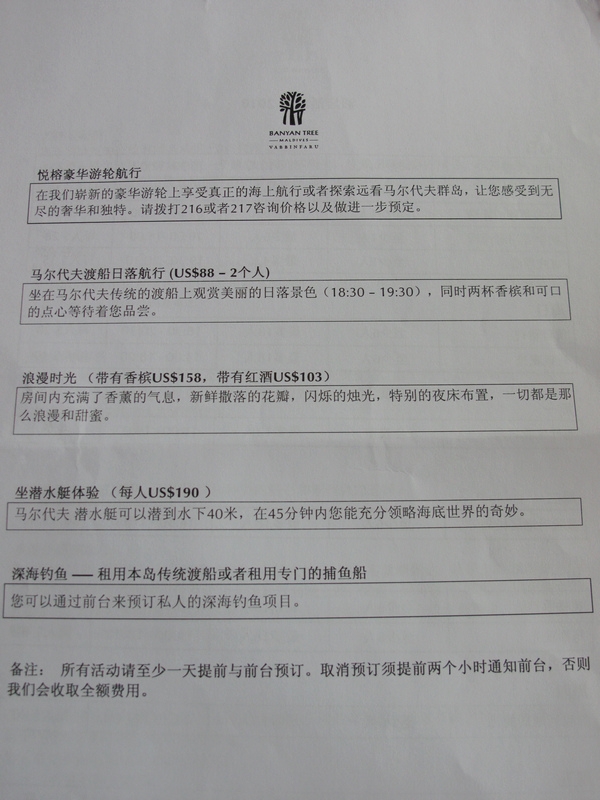 BANYAN TREE
MALDIVES
VABBINFARU
悦榕豪华游轮航行
在我们崭新的豪华游轮上享受真正的海上航行或者探索远看马尔代夫群岛，让您感受到无
尽的奢华和独特。请拨打216或者217咨询价格以及做进一步预定。
马尔代夫渡船日落航行 (US$88 – 2个人)
坐在马尔代夫传统的渡船上观赏美丽的日落景色（18:30 – 19:30），同时两杯香槟和可口
的点心等待着您品尝。
浪漫时光 （带有香槟US$158，带有红酒US$103）
房间内充满了香薰的气息，新鲜撒落的花瓣，闪烁的烛光，特别的夜床布置，一切都是那
么浪漫和甜蜜。
坐潜水艇体验 （每人US$190 ）
马尔代夫 潜水艇可以潜到水下40米，在45分钟内您能充分领略海底世界的奇妙。
深海钓鱼 — 租用本岛传统渡船或者租用专门的捕鱼船
您可以通过前台来预订私人的深海钓鱼项目。
备注： 所有活动请至少一天提前与前台预订。取消预订须提前两个小时通知前台，否则
我们会收取全额费用。